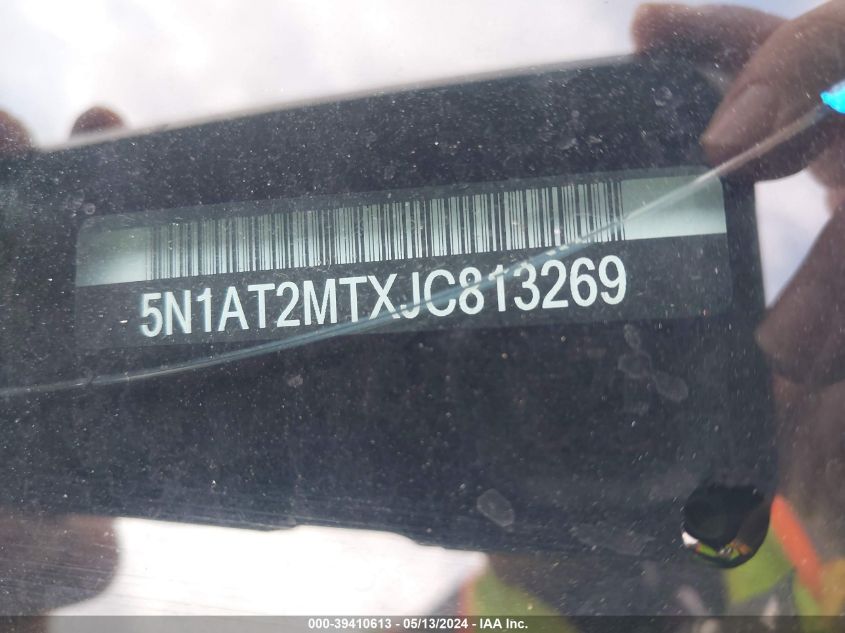 5N1AT2MTXJC813269
000-39410613 - 05/13/2024 - IAA Inc.